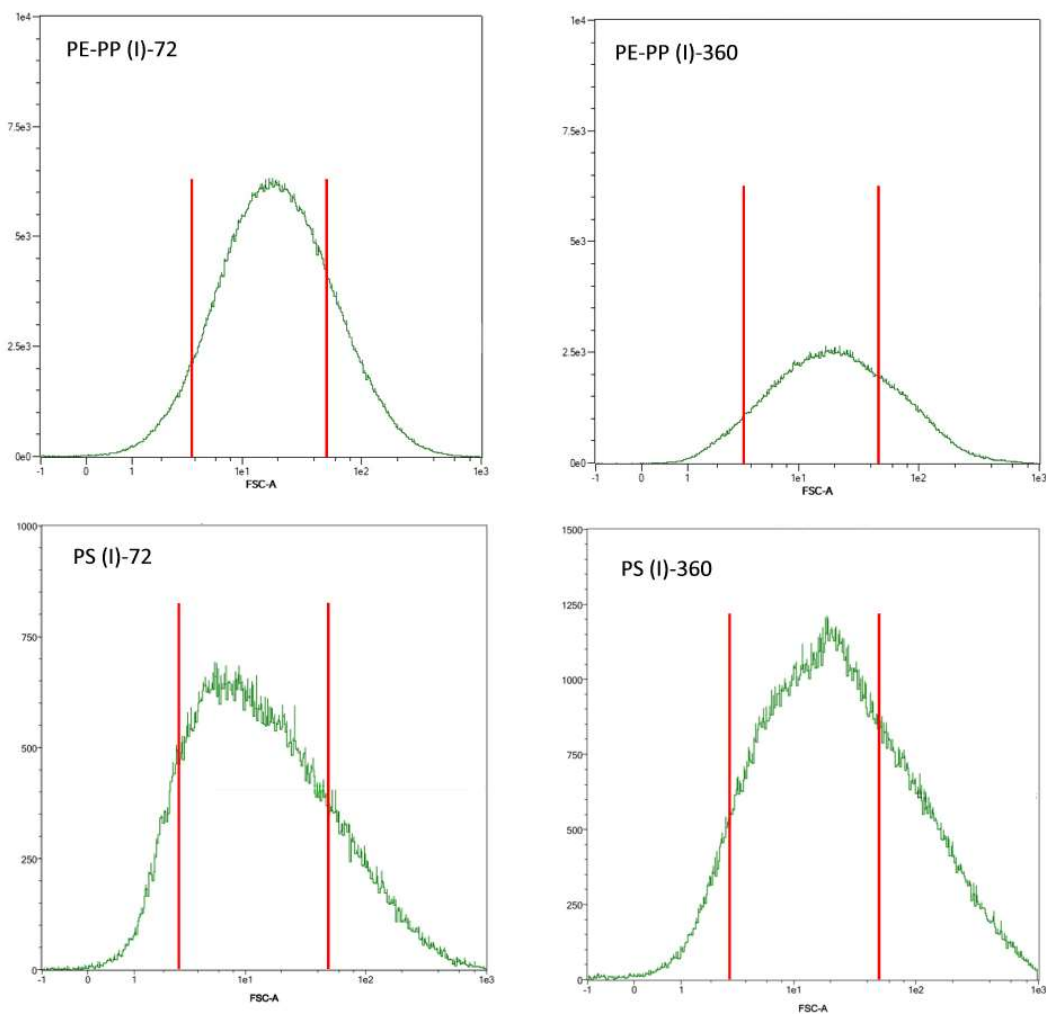 PE-PP (I)-72
1e4
7.5e3
5e3
2.5e3
0e0
-1 0 1 1e1 1e2 1e3
FSC-A
PE-PP (I)-360
1e4
7.5e3
5e3
2.5e3
0e0
-1 0 1 1e1 1e2 1e3
FSC-A
PS (I)-72
1000
750
500
250
0
-1 0 1 1e1 1e2 1e3
FSC-A
PS (I)-360
1500
1250
1000
750
500
250
0
-1 0 1 1e1 1e2 1e3
FSC-A